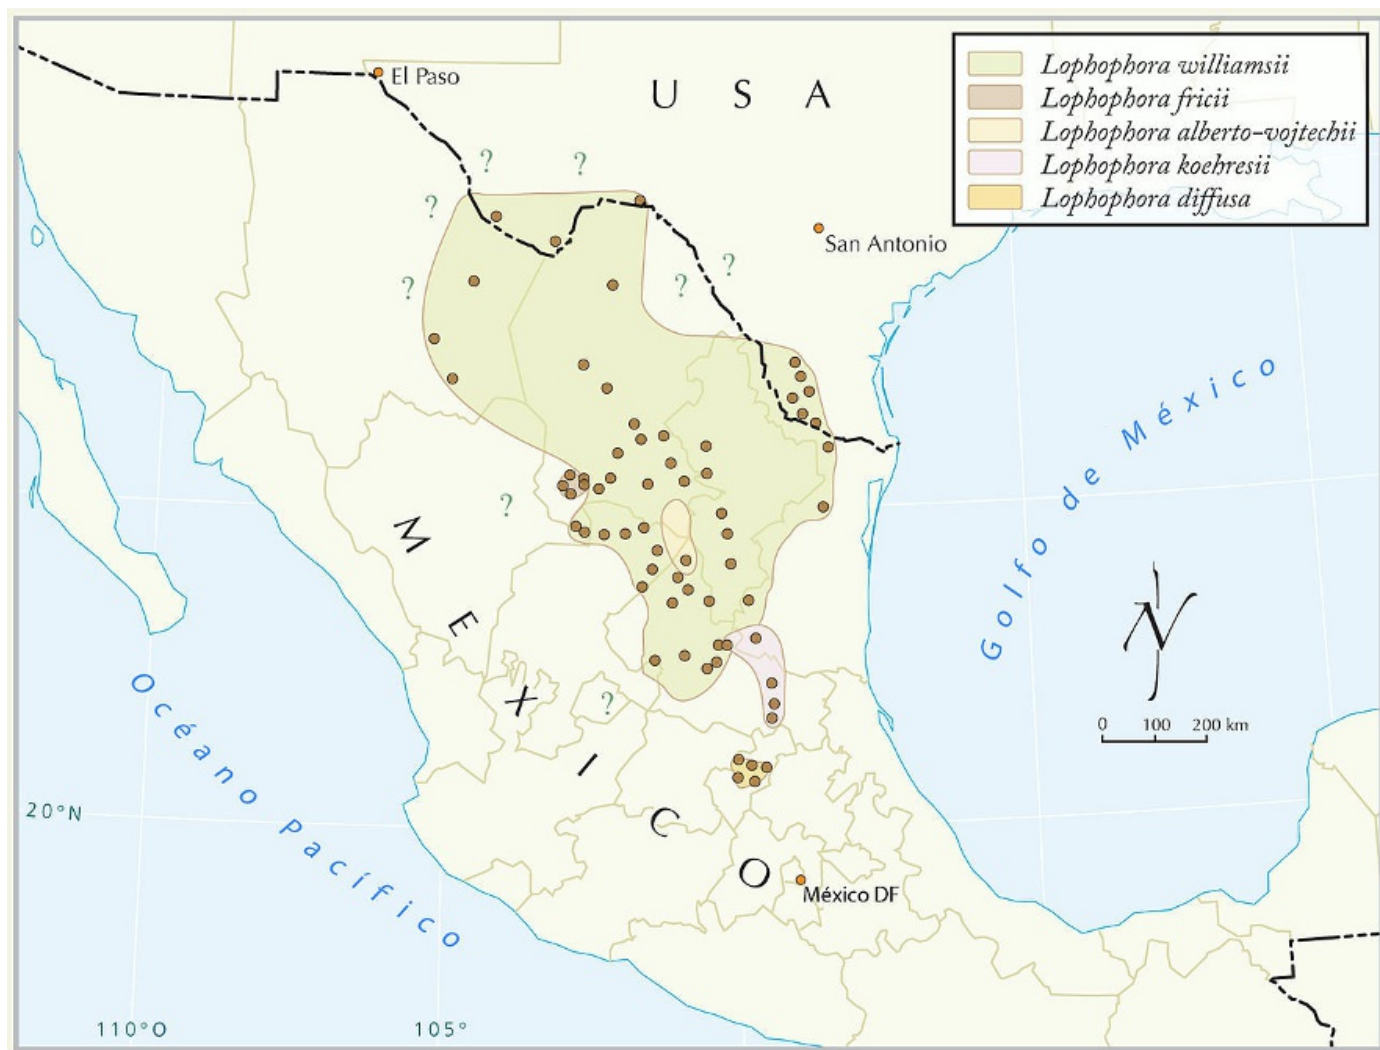 El Paso
U S A
Lophophora williamsii
Lophophora fricii
Lophophora alberto-vojtechii
Lophophora koehresii
Lophophora diffusa
?
?
?
?
?
?
?
?
San Antonio
MEXICO
Golfo de México
Océano Pacífico
N
0 100 200 km
20°N
México DF
110°O
105°